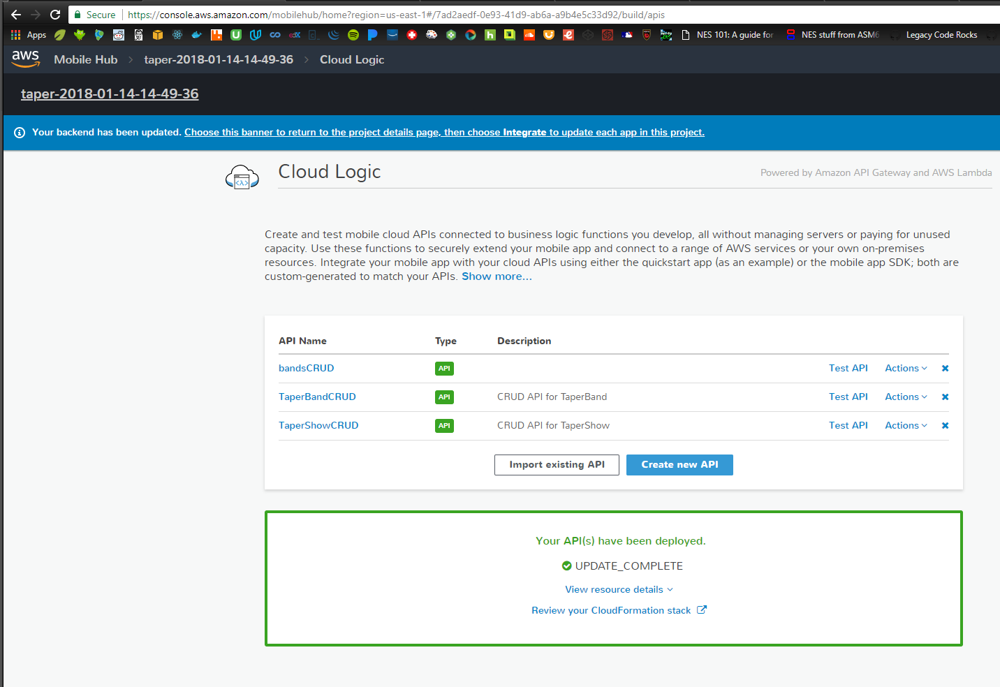 Secure https://console.aws.amazon.com/mobilehub/home?region=us-east-1#/7ad2aedf-0e93-41d9-ab6a-a9b4e5c33d92/build/apis
Apps NES 101: A guide for NES stuff from ASM6 Legacy Code Rocks
aws Mobile Hub > taper-2018-01-14-14-49-36 > Cloud Logic
taper-2018-01-14-14-49-36
Your backend has been updated. Choose this banner to return to the project details page, then choose Integrate to update each app in this project.
Cloud Logic
Powered by Amazon API Gateway and AWS Lambda
Create and test mobile cloud APIs connected to business logic functions you develop, all without managing servers or paying for unused
capacity. Use these functions to securely extend your mobile app and connect to a range of AWS services or your own on-premises
resources. Integrate your mobile app with your cloud APIs using either the quickstart app (as an example) or the mobile app SDK; both are
custom-generated to match your APIs. Show more...
API Name Type Description
bandsCRUD API Test API Actions
TaperBandCRUD API CRUD API for TaperBand Test API Actions
TaperShowCRUD API CRUD API for TaperShow Test API Actions
Import existing API Create new API
Your API(s) have been deployed.
UPDATE_COMPLETE
View resource details
Review your CloudFormation stack